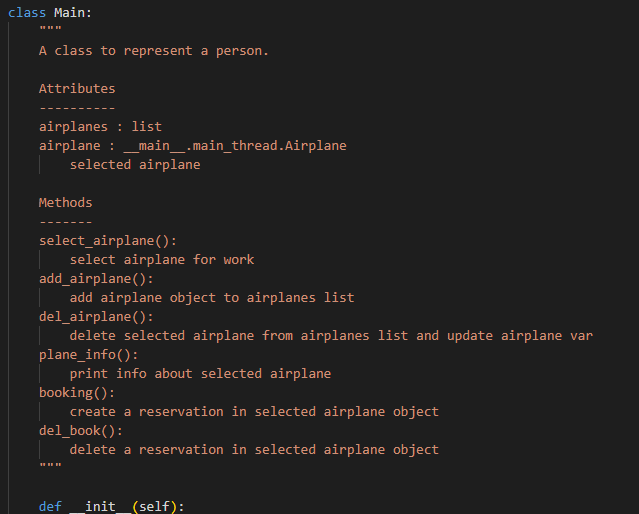 class Main:
    """
    A class to represent a person.

    Attributes
    ----------
    airplanes : list
    airplane : __main__.main_thread.Airplane
        selected airplane

    Methods
    -------
    select_airplane():
        select airplane for work
    add_airplane():
        add airplane object to airplanes list
    del_airplane():
        delete selected airplane from airplanes list and update airplane var
    plane_info():
        print info about selected airplane
    booking():
        create a reservation in selected airplane object
    del_book():
        delete a reservation in selected airplane object
    """

    def __init__(self):